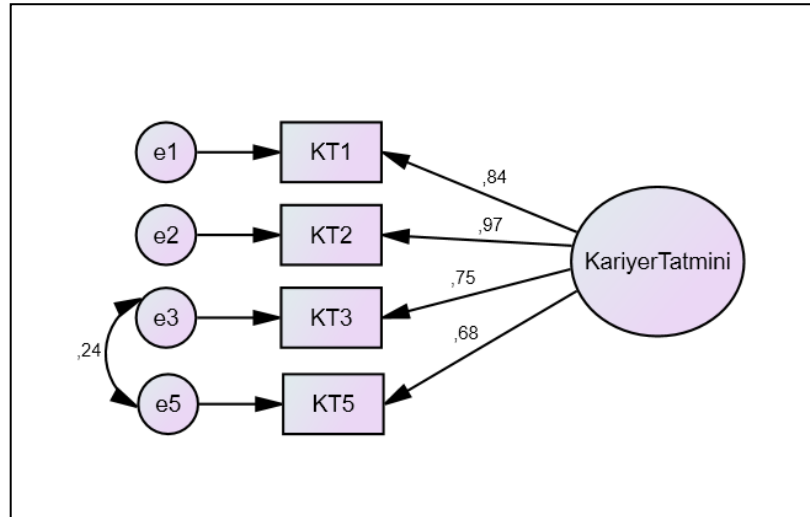 e1
KT1
,84
e2
KT2
,97
KariyerTatmini
e3
KT3
,75
,24
,68
e5
KT5